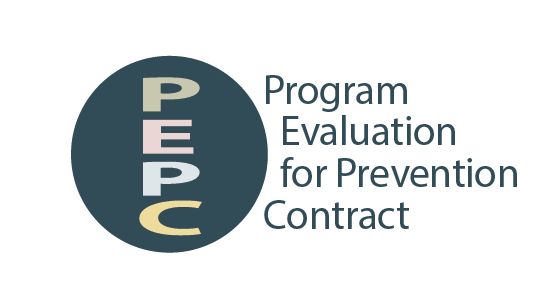 P
E
P
C
Program
Evaluation
for Prevention
Contract